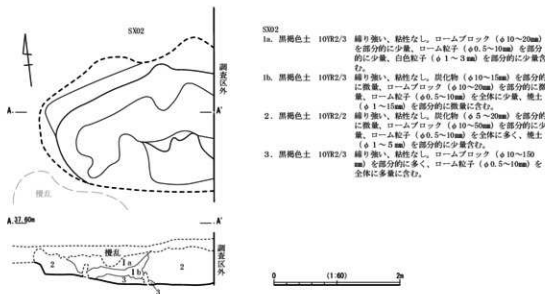 SX02
調査区外
A.
A'
攪乱
A.37.60m
A'
攪乱
調査区外
1a
1b
2
3
2
3
SX02
1a. 黒褐色土 10YR2/3 締り強い、粘性なし。ロームブロック（φ10～20mm）
を部分的に少量、ローム粒子（φ0.5～10mm）を部分
的に少量、白色粒子（φ1～3mm）を部分的に少量含
む。
1b. 黒褐色土 10YR2/3 締り強い、粘性なし。炭化物（φ10～15mm）を部分的
に微量、ロームブロック（φ10～20mm）を部分的に微
量、ローム粒子（φ0.5～10mm）を全体に少量、焼土
（φ1～15mm）を部分的に微量に含む。
2. 黒褐色土 10YR2/2 締り強い、粘性なし。炭化物（φ5～20mm）を部分的
に微量、ロームブロック（φ10～50mm）を部分的に少
量、ローム粒子（φ0.5～10mm）を全体に多く、焼土
（φ1～5mm）を部分的に少量含む。
3. 黒褐色土 10YR2/3 締り強い、粘性なし。ロームブロック（φ10～150
mm）を部分的に多く、ローム粒子（φ0.5～10mm）を
全体に多量に含む。
0 (1:60) 2m